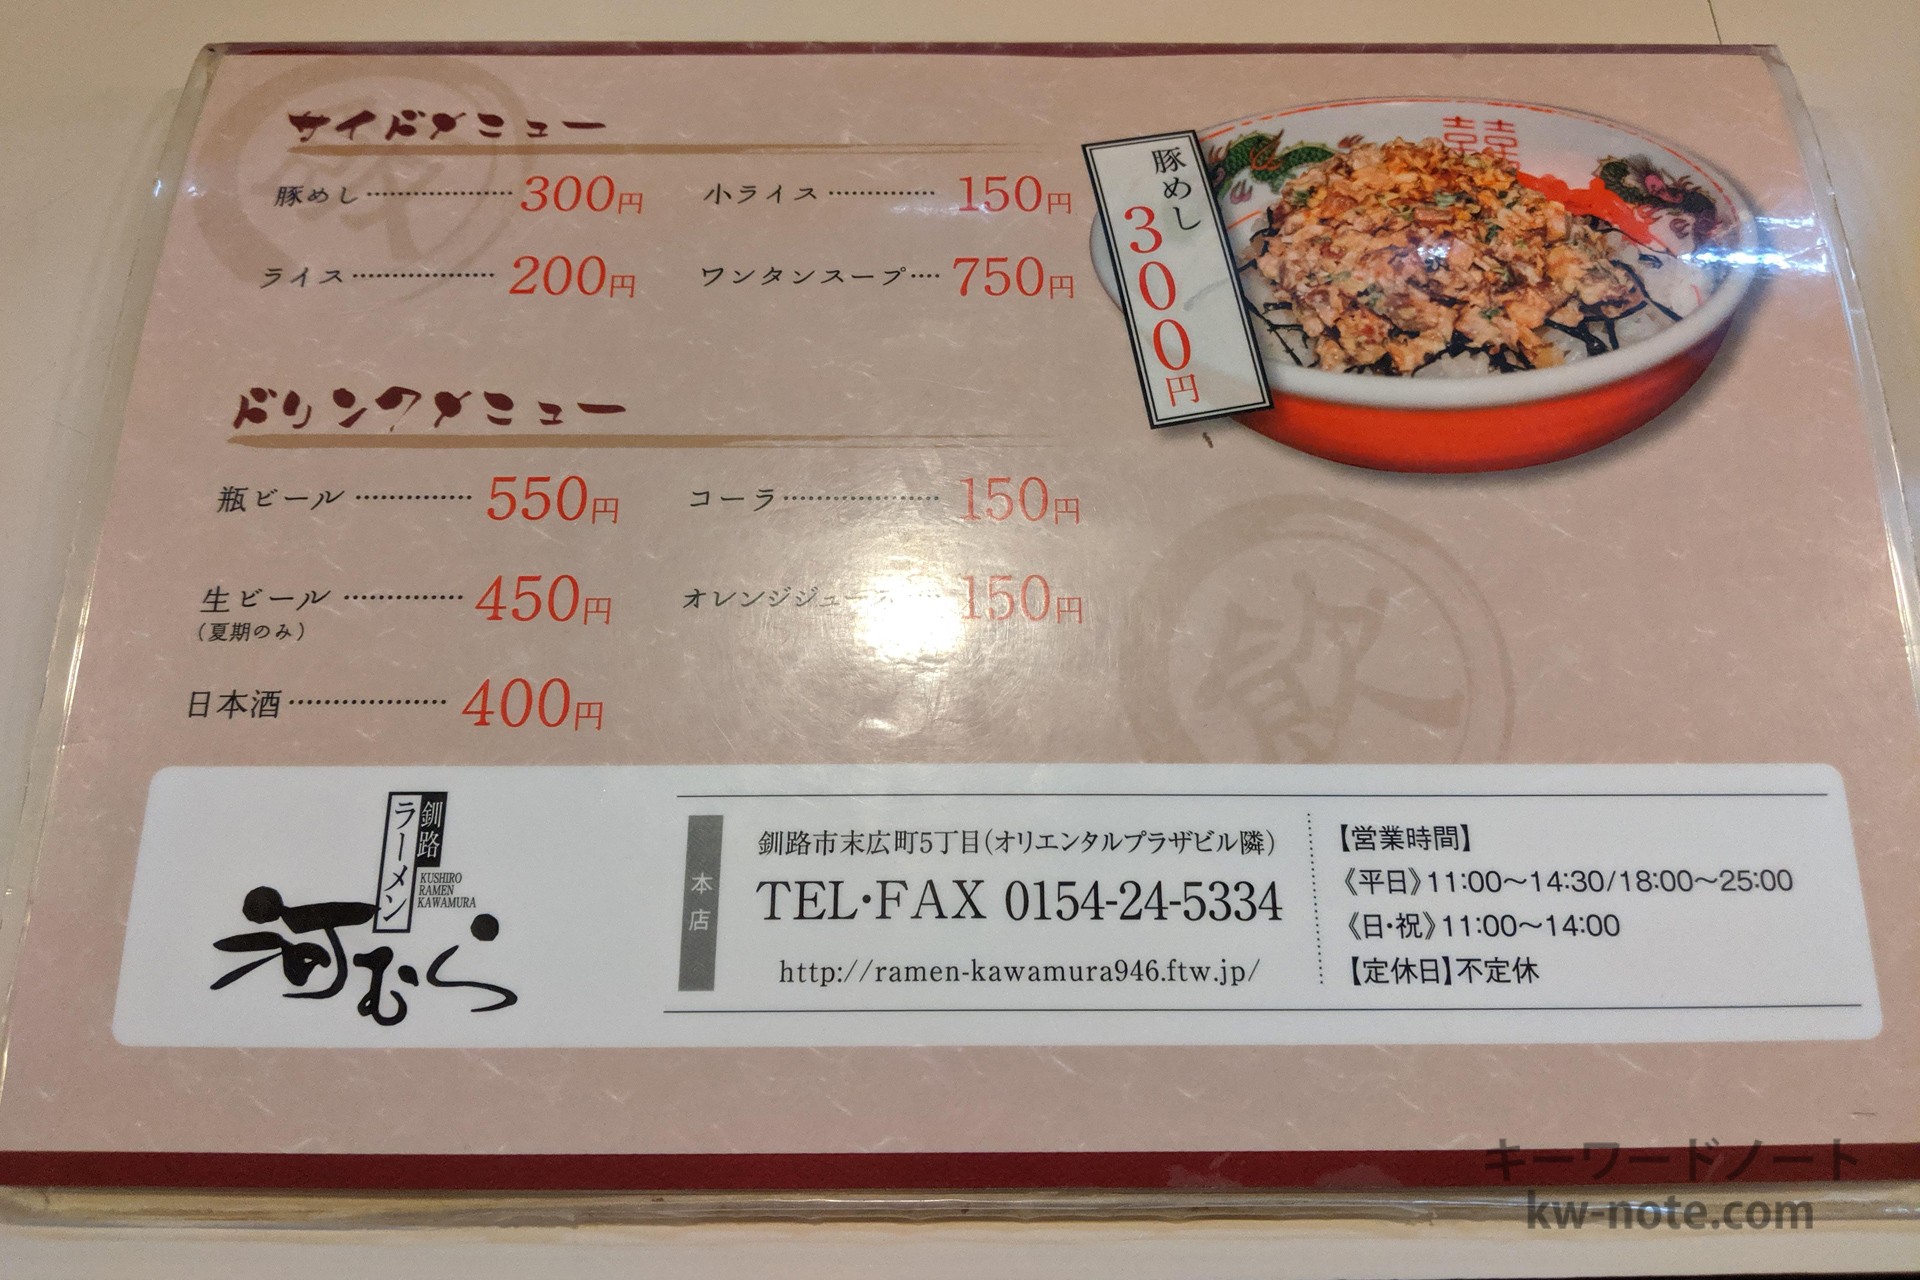 サイドメニュー
豚めし 300円
小ライス 150円
ライス 200円
ワンタンスープ 750円
豚めし
300円
ドリンクメニュー
瓶ビール 550円
コーラ 150円
生ビール 450円
(夏期のみ)
オレンジジュース 150円
日本酒 400円
飲
釧路
ラーメン
KUSHIRO
RAMEN
KAWAMURA
河むら
本店
釧路市末広町5丁目(オリエンタルプラザビル隣)
TEL・FAX 0154-24-5334
http://ramen-kawamura946.ftw.jp/
【営業時間】
《平日》11:00〜14:30/18:00〜25:00
《日・祝》11:00〜14:00
【定休日】不定休
キーワードノート
kw-note.com